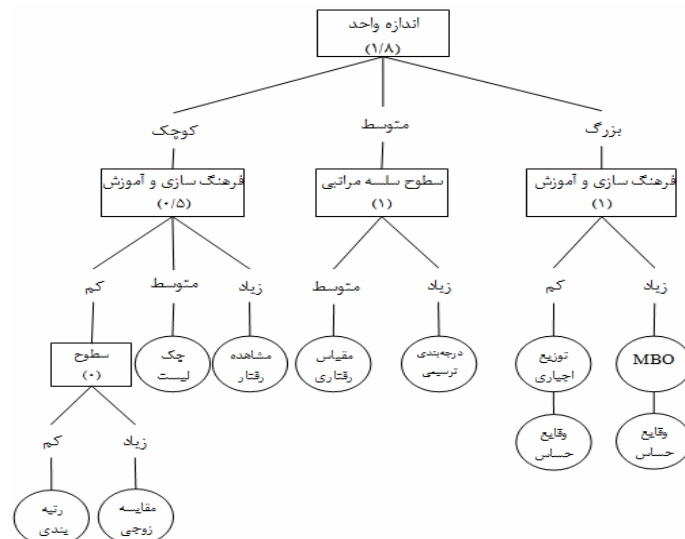 اندازه واحد
(۱/۸)
بزرگ
متوسط
کوچک
فرهنگ سازی و آموزش
(۱)
سطوح سلسه مراتبی
(۱)
فرهنگ سازی و آموزش
(۰/۵)
زیاد
کم
زیاد
متوسط
زیاد
متوسط
کم
MBO
توزیع
اجباری
درجه‌بندی
ترسیمی
مقیاس
رفتاری
مشاهده
رفتار
چک
لیست
سطوح
(۰)
وقایع
حساس
وقایع
حساس
زیاد
کم
مقایسه
زوجی
رتبه
بندی